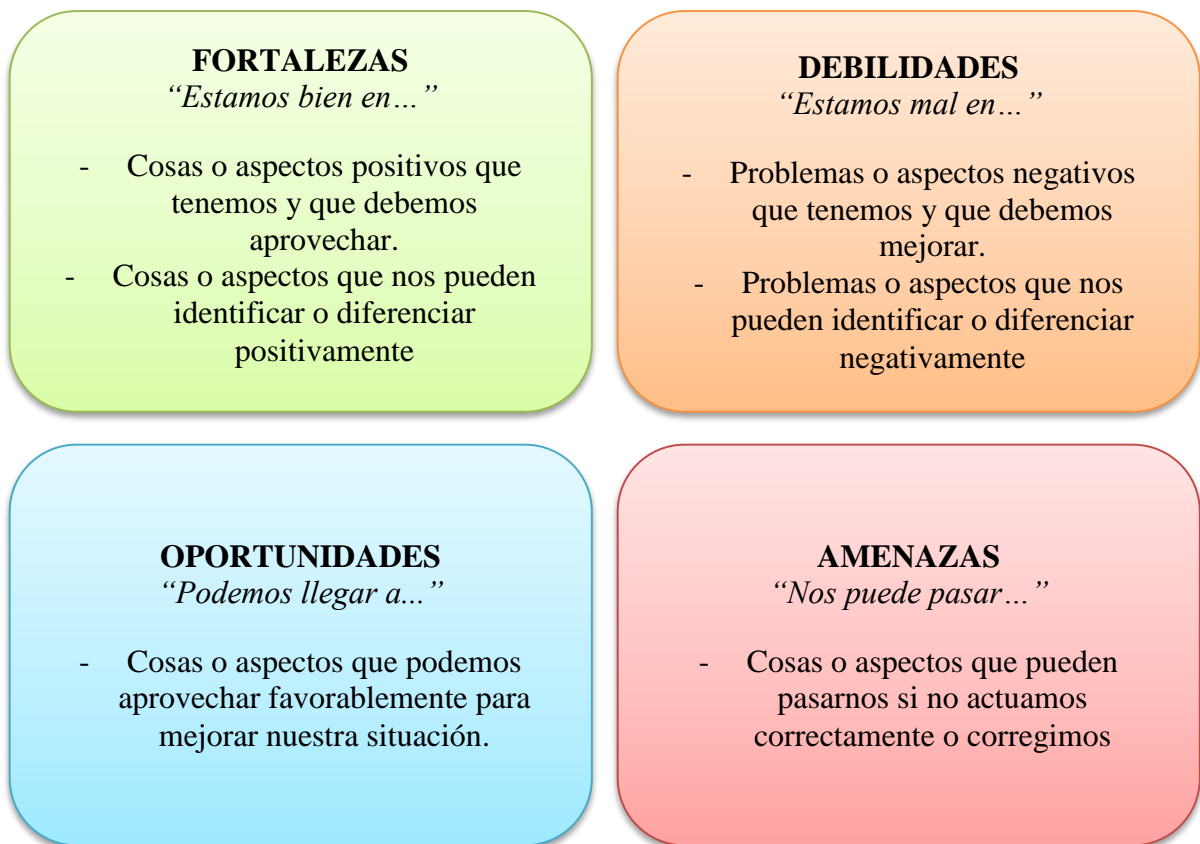 FORTALEZAS
“Estamos bien en…”
- Cosas o aspectos positivos que
tenemos y que debemos
aprovechar.
- Cosas o aspectos que nos pueden
identificar o diferenciar
positivamente
DEBILIDADES
“Estamos mal en…”
- Problemas o aspectos negativos
que tenemos y que debemos
mejorar.
- Problemas o aspectos que nos
pueden identificar o diferenciar
negativamente
OPORTUNIDADES
“Podemos llegar a...”
- Cosas o aspectos que podemos
aprovechar favorablemente para
mejorar nuestra situación.
AMENAZAS
“Nos puede pasar…”
- Cosas o aspectos que pueden
pasarnos si no actuamos
correctamente o corregimos